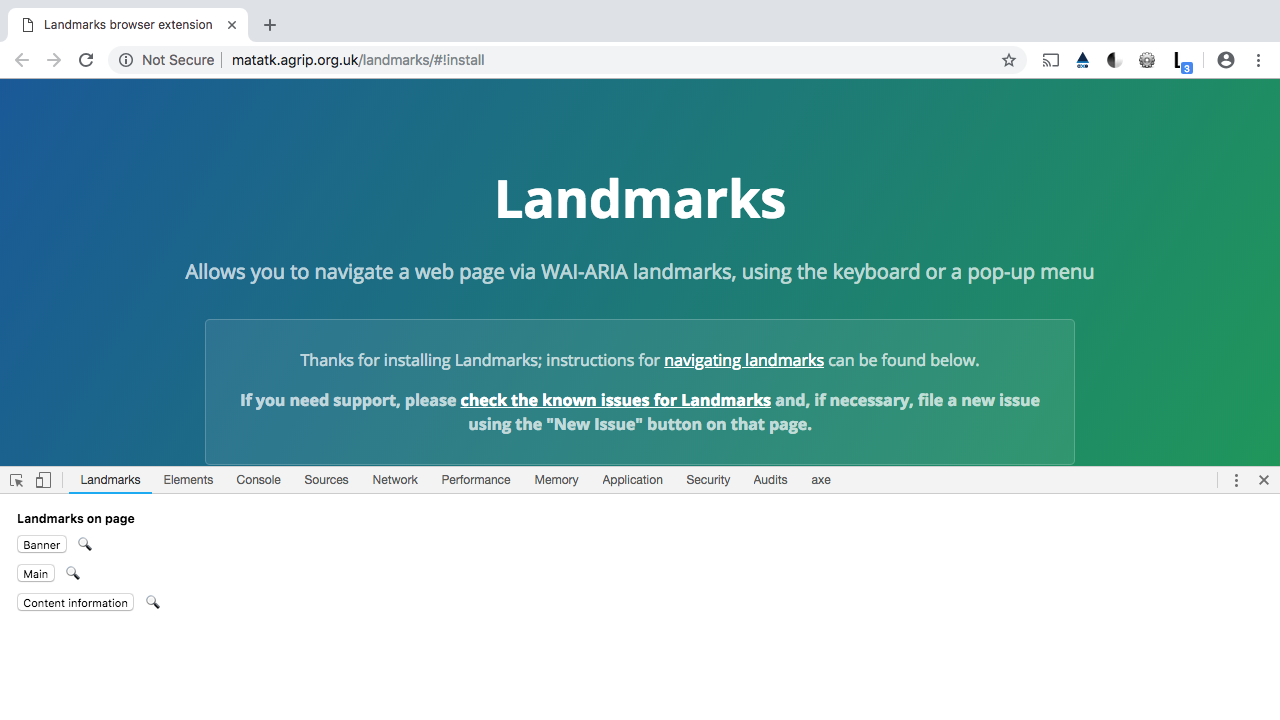 Landmarks browser extension
Not Secure matatk.agrip.org.uk/landmarks/#!install
3
Landmarks
Allows you to navigate a web page via WAI-ARIA landmarks, using the keyboard or a pop-up menu
Thanks for installing Landmarks; instructions for navigating landmarks can be found below.
If you need support, please check the known issues for Landmarks and, if necessary, file a new issue
using the "New Issue" button on that page.
Landmarks Elements Console Sources Network Performance Memory Application Security Audits axe
Landmarks on page
Banner
Main
Content information